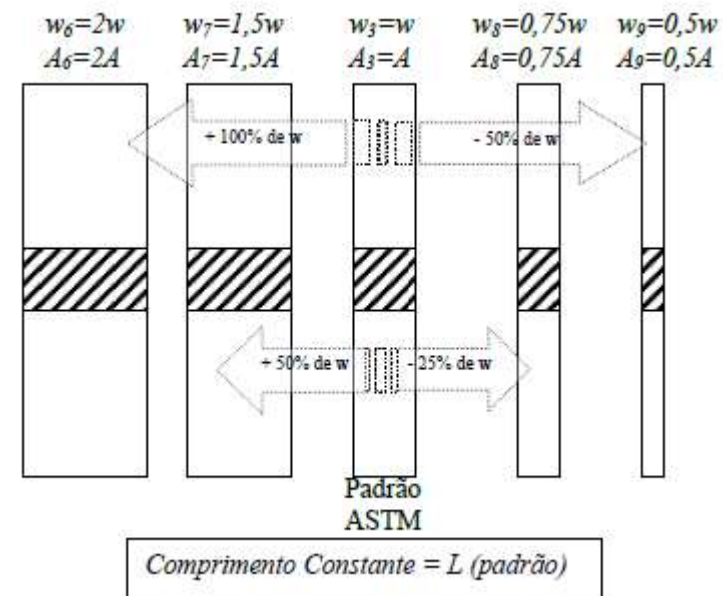 w₆=2w w₇=1,5w w₃=w w₈=0,75w w₉=0,5w
A₆=2A A₇=1,5A A₃=A A₈=0,75A A₉=0,5A
+ 100% de w - 50% de w
+ 50% de w - 25% de w
Padrão
ASTM
Comprimento Constante = L (padrão)